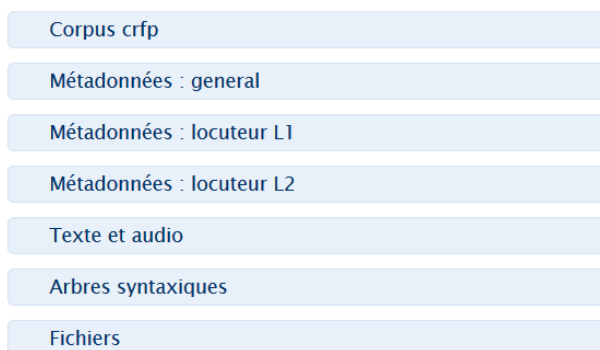 Corpus crfp
Métadonnées : general
Métadonnées : locuteur L1
Métadonnées : locuteur L2
Texte et audio
Arbres syntaxiques
Fichiers